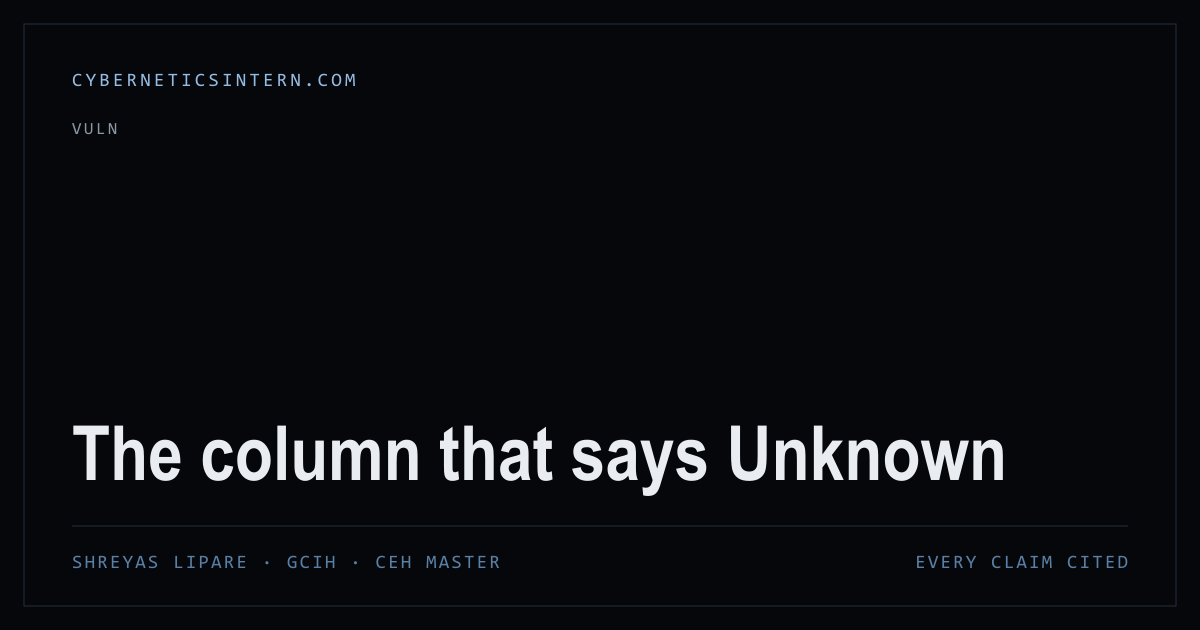 CYBERNETICSINTERN.COM
VULN
The column that says Unknown
SHREYAS LIPARE · GCIH · CEH MASTER
EVERY CLAIM CITED